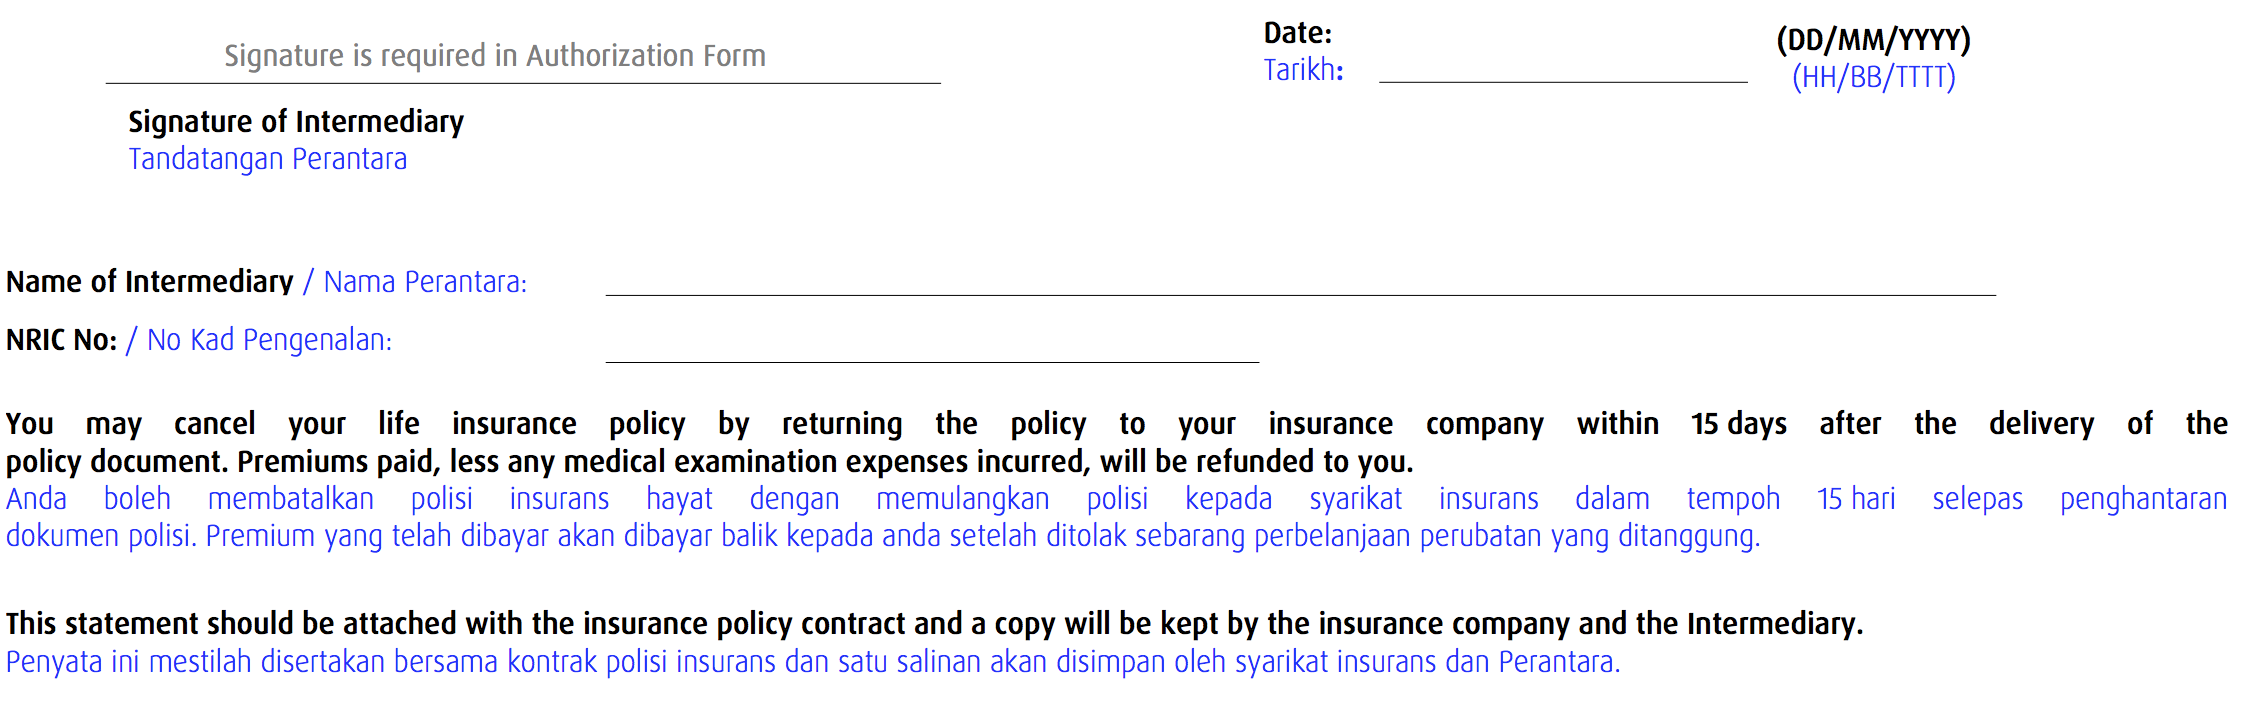 Signature is required in Authorization Form
Date:
Tarikh:
(DD/MM/YYYY)
(HH/BB/TTTT)
Signature of Intermediary
Tandatangan Perantara
Name of Intermediary / Nama Perantara:
NRIC No: / No Kad Pengenalan:
You may cancel your life insurance policy by returning the policy to your insurance company within 15 days after the delivery of the
policy document. Premiums paid, less any medical examination expenses incurred, will be refunded to you.
Anda boleh membatalkan polisi insurans hayat dengan memulangkan polisi kepada syarikat insurans dalam tempoh 15 hari selepas penghantaran
dokumen polisi. Premium yang telah dibayar akan dibayar balik kepada anda setelah ditolak sebarang perbelanjaan perubatan yang ditanggung.
This statement should be attached with the insurance policy contract and a copy will be kept by the insurance company and the Intermediary.
Penyata ini mestilah disertakan bersama kontrak polisi insurans dan satu salinan akan disimpan oleh syarikat insurans dan Perantara.